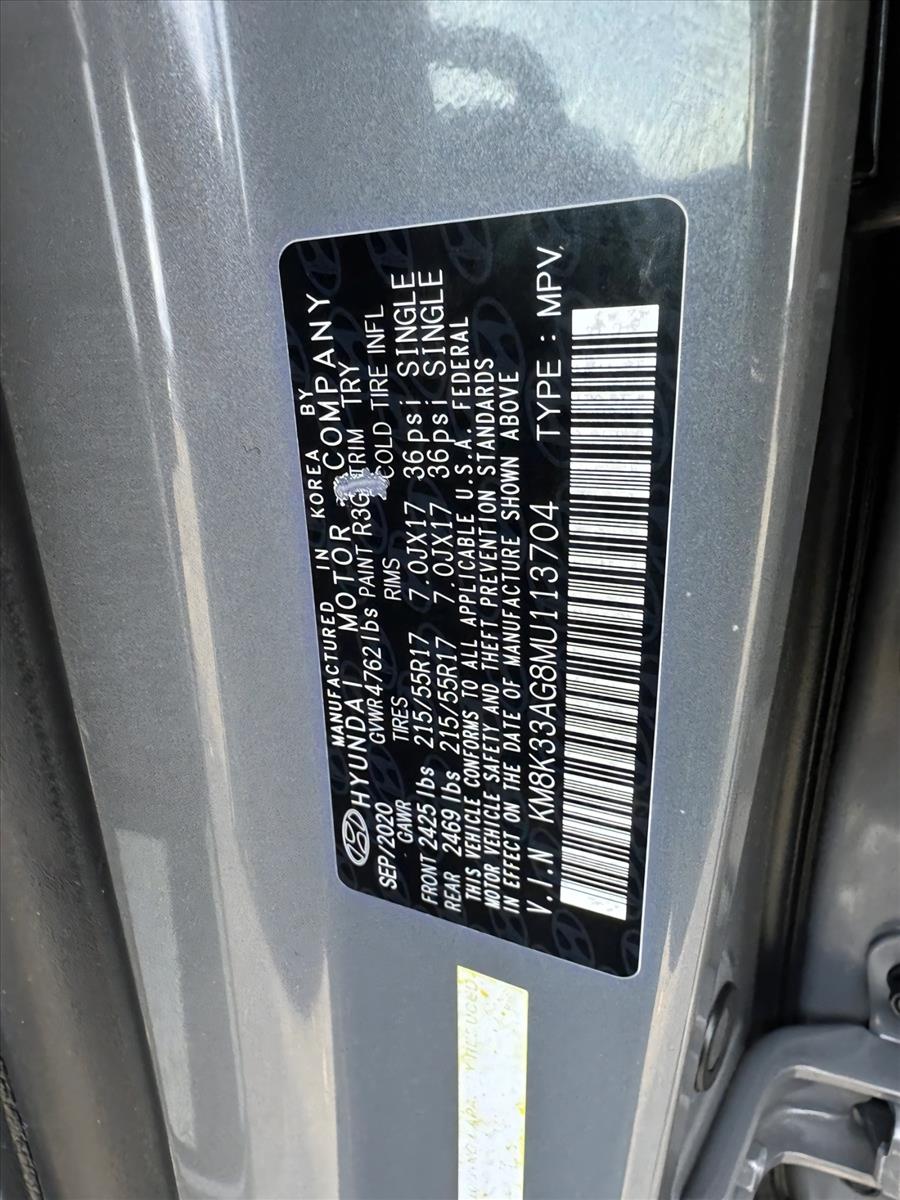 MANUFACTURED IN KOREA BY
HYUNDAI MOTOR COMPANY
SEP/2020 GVWR 4762 lbs PAINT R3G TRIM TRY
GAWR TIRES RIMS COLD TIRE INFL
FRONT 2425 lbs 215/55R17 7.0JX17 36psi SINGLE
REAR 2469 lbs 215/55R17 7.0JX17 36psi SINGLE
THIS VEHICLE CONFORMS TO ALL APPLICABLE U.S.A. FEDERAL
MOTOR VEHICLE SAFETY AND THEFT PREVENTION STANDARDS
IN EFFECT ON THE DATE OF MANUFACTURE SHOWN ABOVE
V.I.N KM8K33AG8MU113704 TYPE : MPV